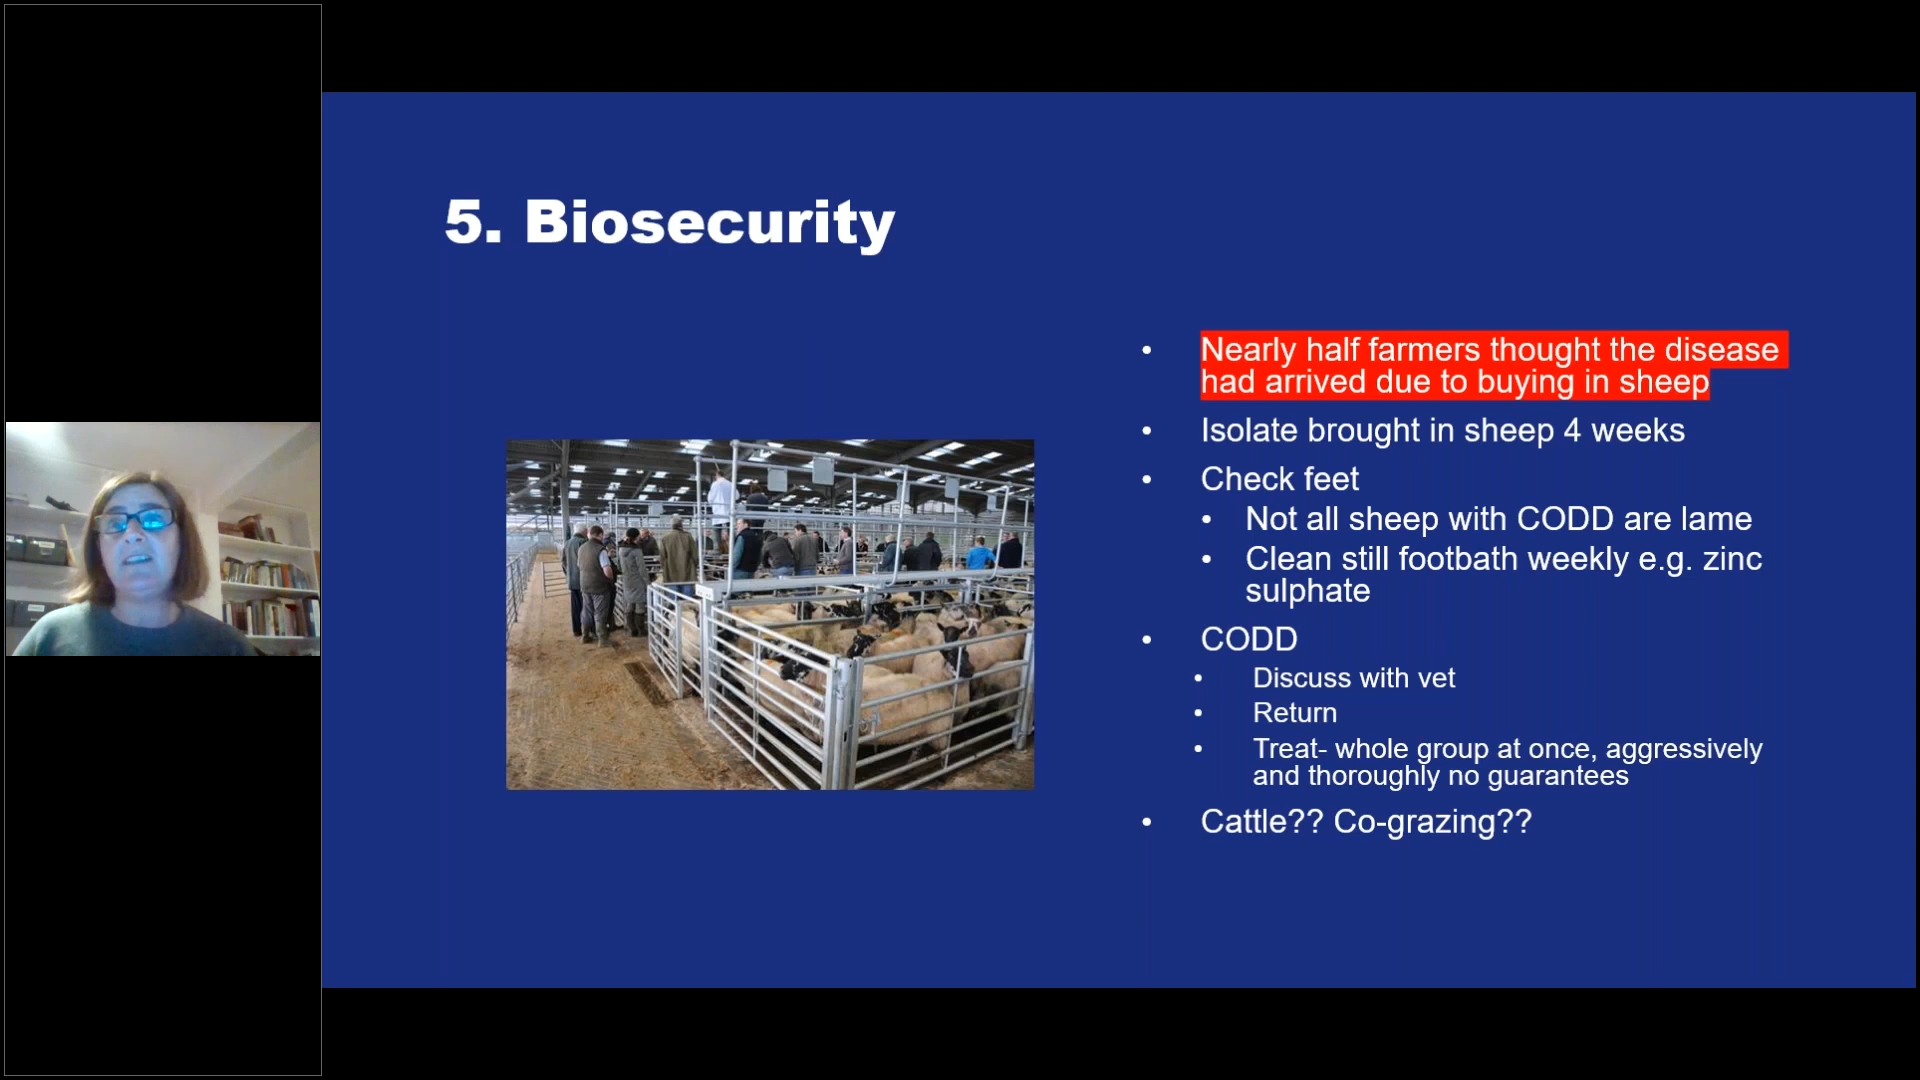 5. Biosecurity
Nearly half farmers thought the disease
had arrived due to buying in sheep
Isolate brought in sheep 4 weeks
Check feet
Not all sheep with CODD are lame
Clean still footbath weekly e.g. zinc
sulphate
CODD
Discuss with vet
Return
Treat- whole group at once, aggressively
and thoroughly no guarantees
Cattle?? Co-grazing??